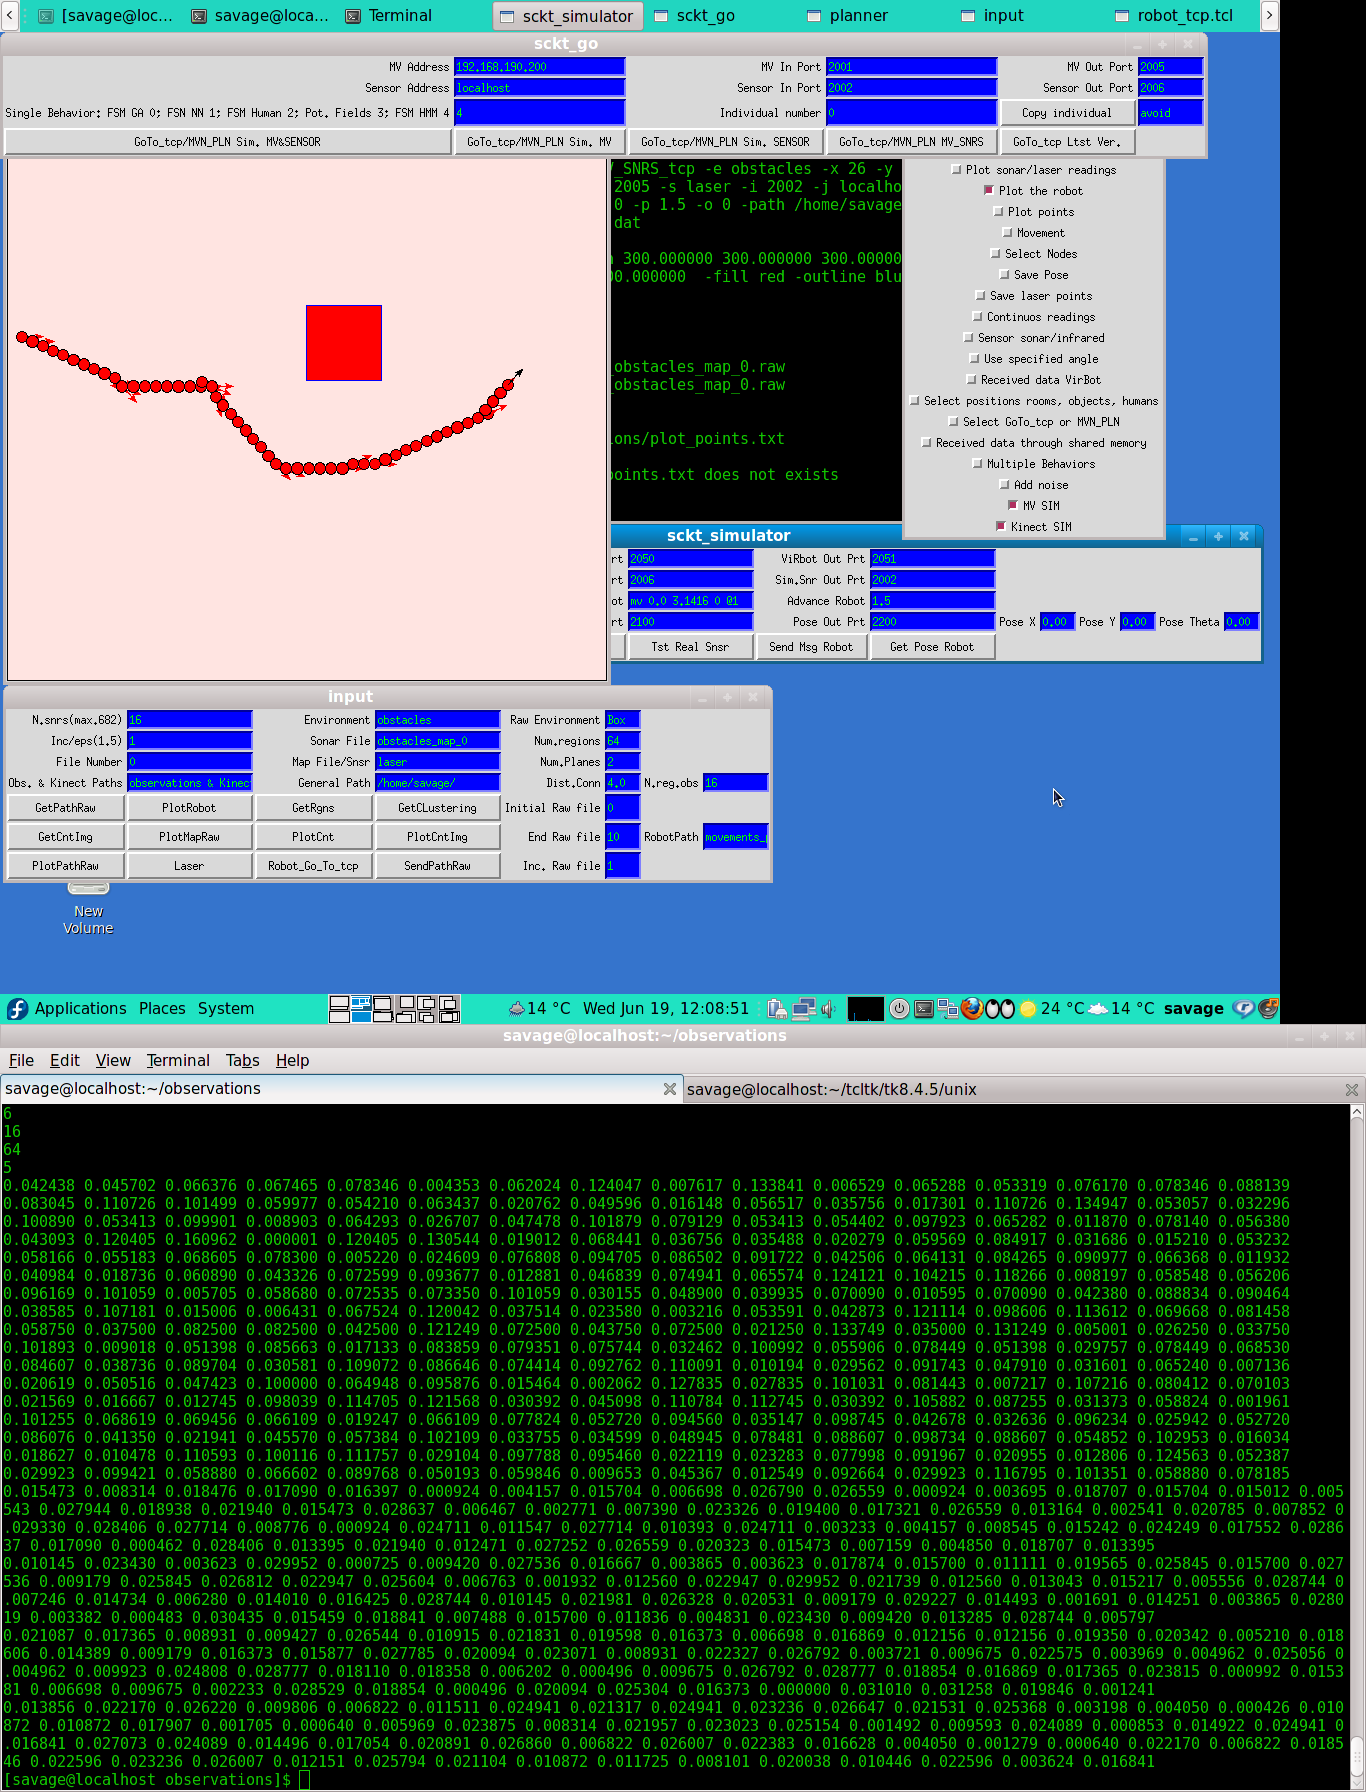 [savage@loc...
savage@loca...
Terminal
sckt_simulator
sckt_go
planner
input
robot_tcp.tcl
sckt_go
MV Address 192.168.190.200 MV In Port 2001 MV Out Port 2005
Sensor Address localhost Sensor In Port 2002 Sensor Out Port 2006
Single Behavior: FSM GA 0; FSN NN 1; FSM Human 2; Pot. Fields 3; FSM HMM 4 4 Individual number 0 Copy individual avoid
GoTo_tcp/MVN_PLN Sim. MV&SENSOR GoTo_tcp/MVN_PLN Sim. MV GoTo_tcp/MVN_PLN Sim. SENSOR GoTo_tcp/MVN_PLN MV_SNRS GoTo_tcp Ltst Ver.
_SNRS_tcp -e obstacles -x 26 -y
2005 -s laser -i 2002 -j localho
0 -p 1.5 -o 0 -path /home/savage
dat
300.000000 300.000000 300.00000
00.000000 -fill red -outline blu
obstacles_map_0.raw
obstacles_map_0.raw
ons/plot_points.txt
points.txt does not exists
Plot sonar/laser readings
Plot the robot
Plot points
Movement
Select Nodes
Save Pose
Save laser points
Continuos readings
Sensor sonar/infrared
Use specified angle
Received data VirBot
Select positions rooms, objects, humans
Select GoTo_tcp or MVN_PLN
Received data through shared memory
Multiple Behaviors
Add noise
MV SIM
Kinect SIM
sckt_simulator
rt 2050 ViRbot Out Prt 2051
2006 Sim.Snr Out Prt 2002
ot mv 0.0 3.1416 0 @1 Advance Robot 1.5
rt 2100 Pose Out Prt 2200 Pose X 0.00 Pose Y 0.00 Pose Theta 0.00
Tst Real Snsr Send Msg Robot Get Pose Robot
input
N.snrs(max.682) 16 Environment obstacles Raw Environment Box
Inc/eps(1.5) 1 Sonar File obstacles_map_0 Num.regions 64
File Number 0 Map File/Snsr laser Num.Planes 2
Obs. & Kinect Paths observations & Kinect General Path /home/savage/ Dist.Conn 4.0 N.reg.obs 16
GetPathRaw PlotRobot GetRgns GetCLustering Initial Raw file 0
GetCntImg PlotMapRaw PlotCnt PlotCntImg End Raw file 10 RobotPath movements_
PlotPathRaw Laser Robot_Go_To_tcp SendPathRaw Inc. Raw file 1
New
Volume
Applications Places System 14 °C Wed Jun 19, 12:08:51 24 °C 14 °C savage
savage@localhost:~/observations
File Edit View Terminal Tabs Help
savage@localhost:~/observations savage@localhost:~/tcltk/tk8.4.5/unix
6
16
64
5
0.042438 0.045702 0.066376 0.067465 0.078346 0.004353 0.062024 0.124047 0.007617 0.133841 0.006529 0.065288 0.053319 0.076170 0.078346 0.088139
0.083045 0.110726 0.101499 0.059977 0.054210 0.063437 0.020762 0.049596 0.016148 0.056517 0.035756 0.017301 0.110726 0.134947 0.053057 0.032296
0.100890 0.053413 0.099901 0.008903 0.064293 0.026707 0.047478 0.101879 0.079129 0.053413 0.054402 0.097923 0.065282 0.011870 0.078140 0.056380
0.043093 0.120405 0.160962 0.000001 0.120405 0.130544 0.019012 0.068441 0.036756 0.035488 0.020279 0.059569 0.084917 0.031686 0.015210 0.053232
0.058166 0.055183 0.068605 0.078300 0.005220 0.024609 0.076808 0.094705 0.086502 0.091722 0.042506 0.064131 0.084265 0.090977 0.066368 0.011932
0.040984 0.018736 0.060890 0.043326 0.072599 0.093677 0.012881 0.046839 0.074941 0.065574 0.124121 0.104215 0.118266 0.008197 0.058548 0.056206
0.096169 0.101059 0.005705 0.058680 0.072535 0.073350 0.101059 0.030155 0.048900 0.039935 0.070090 0.010595 0.070090 0.042380 0.088834 0.090464
0.038585 0.107181 0.015006 0.006431 0.067524 0.120042 0.037514 0.023580 0.003216 0.053591 0.042873 0.121114 0.098606 0.113612 0.069668 0.081458
0.058750 0.037500 0.082500 0.082500 0.042500 0.121249 0.072500 0.043750 0.072500 0.021250 0.133749 0.035000 0.131249 0.005001 0.026250 0.033750
0.101893 0.009018 0.051398 0.085663 0.017133 0.083859 0.079351 0.075744 0.032462 0.100992 0.055906 0.078449 0.051398 0.029757 0.078449 0.068530
0.084607 0.038736 0.089704 0.030581 0.109072 0.086646 0.074414 0.092762 0.110091 0.010194 0.029562 0.091743 0.047910 0.031601 0.065240 0.007136
0.020619 0.050516 0.047423 0.100000 0.064948 0.095876 0.015464 0.002062 0.127835 0.027835 0.101031 0.081443 0.007217 0.107216 0.080412 0.070103
0.021569 0.016667 0.012745 0.098039 0.114705 0.121568 0.030392 0.045098 0.110784 0.112745 0.030392 0.105882 0.087255 0.031373 0.058824 0.001961
0.101255 0.068619 0.069456 0.066109 0.019247 0.066109 0.077824 0.052720 0.094560 0.035147 0.098745 0.042678 0.032636 0.096234 0.025942 0.052720
0.086076 0.041350 0.021941 0.045570 0.057384 0.102109 0.033755 0.034599 0.048945 0.078481 0.088607 0.098734 0.088607 0.054852 0.102953 0.016034
0.018627 0.010478 0.110593 0.100116 0.111757 0.029104 0.097788 0.095460 0.022119 0.023283 0.077998 0.091967 0.020955 0.012806 0.124563 0.052387
0.029923 0.099421 0.058880 0.066602 0.089768 0.050193 0.059846 0.009653 0.045367 0.012549 0.092664 0.029923 0.116795 0.101351 0.058880 0.078185
0.015473 0.008314 0.018476 0.017090 0.016397 0.000924 0.004157 0.015704 0.006698 0.026790 0.026559 0.000924 0.003695 0.018707 0.015704 0.015012 0.005
543 0.027944 0.018938 0.021940 0.015473 0.028637 0.006467 0.002771 0.007390 0.023326 0.019400 0.017321 0.026559 0.013164 0.002541 0.020785 0.007852 0
.029330 0.028406 0.027714 0.008776 0.000924 0.024711 0.011547 0.027714 0.010393 0.024711 0.003233 0.004157 0.008545 0.015242 0.024249 0.017552 0.0286
37 0.017090 0.000462 0.028406 0.013395 0.021940 0.012471 0.027252 0.026559 0.020323 0.015473 0.007159 0.004850 0.018707 0.013395
0.010145 0.023430 0.003623 0.029952 0.000725 0.009420 0.027536 0.016667 0.003865 0.003623 0.017874 0.015700 0.011111 0.019565 0.025845 0.015700 0.027
536 0.009179 0.025845 0.026812 0.022947 0.025604 0.006763 0.001932 0.012560 0.022947 0.029952 0.021739 0.012560 0.013043 0.015217 0.005556 0.028744 0
.007246 0.014734 0.006280 0.014010 0.016425 0.028744 0.010145 0.021981 0.026328 0.020531 0.009179 0.029227 0.014493 0.001691 0.014251 0.003865 0.0280
19 0.003382 0.000483 0.030435 0.015459 0.018841 0.007488 0.015700 0.011836 0.004831 0.023430 0.009420 0.013285 0.028744 0.005797
0.021087 0.017365 0.008931 0.009427 0.026544 0.010915 0.021831 0.019598 0.016373 0.006698 0.016869 0.012156 0.012156 0.019350 0.020342 0.005210 0.018
606 0.014389 0.009179 0.016373 0.015877 0.027785 0.020094 0.023071 0.008931 0.022327 0.026792 0.003721 0.009675 0.022575 0.003969 0.004962 0.025056 0
.004962 0.009923 0.024808 0.028777 0.018110 0.018358 0.006202 0.000496 0.009675 0.026792 0.028777 0.018854 0.016869 0.017365 0.023815 0.000992 0.0153
81 0.006698 0.009675 0.002233 0.028529 0.018854 0.000496 0.020094 0.025304 0.016373 0.000000 0.031010 0.031258 0.019846 0.001241
0.013856 0.022170 0.026220 0.009806 0.006822 0.011511 0.024941 0.021317 0.024941 0.023236 0.026647 0.021531 0.025368 0.003198 0.004050 0.000426 0.010
872 0.010872 0.017907 0.001705 0.000640 0.005969 0.023875 0.008314 0.021957 0.023023 0.025154 0.001492 0.009593 0.024089 0.000853 0.014922 0.024941 0
.016841 0.027073 0.024089 0.014496 0.017054 0.020891 0.026860 0.006822 0.026007 0.022383 0.016628 0.004050 0.001279 0.000640 0.022170 0.006822 0.0185
46 0.022596 0.023236 0.026007 0.012151 0.025794 0.021104 0.010872 0.011725 0.008101 0.020038 0.010446 0.022596 0.003624 0.016841
[savage@localhost observations]$